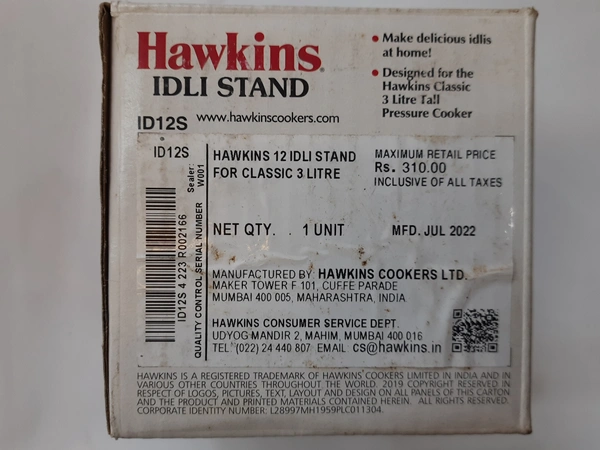 Hawkins
IDLI STAND
• Make delicious idlis
at home!
• Designed for the
Hawkins Classic
3 Litre Tall
Pressure Cooker
ID12S www.hawkinscookers.com
ID12S
Sealer:
W001
ID12S 4 223 R002166
QUALITY CONTROL SERIAL NUMBER
HAWKINS 12 IDLI STAND
FOR CLASSIC 3 LITRE
MAXIMUM RETAIL PRICE
Rs. 310.00
INCLUSIVE OF ALL TAXES
NET QTY. . 1 UNIT MFD. JUL 2022
MANUFACTURED BY HAWKINS COOKERS LTD.
MAKER TOWER F 101, CUFFE PARADE
MUMBAI 400 005, MAHARASHTRA, INDIA
HAWKINS CONSUMER SERVICE DEPT.
UDYOG MANDIR 2, MAHIM, MUMBAI 400 016
TEL (022) 24 440 807 EMAIL cs@hawkins.in
HAWKINS IS A REGISTERED TRADEMARK OF HAWKINS COOKERS LIMITED IN INDIA AND IN
VARIOUS OTHER COUNTRIES THROUGHOUT THE WORLD. 2019 COPYRIGHT RESERVED IN
RESPECT OF LOGOS, PICTURES, TEXT, LAYOUT AND DESIGN ON ALL PANELS OF THIS CARTON
AND THE PRODUCT AND PRINTED MATERIALS CONTAINED HEREIN. ALL RIGHTS RESERVED.
CORPORATE IDENTITY NUMBER: L28997MH1959PLC011304.